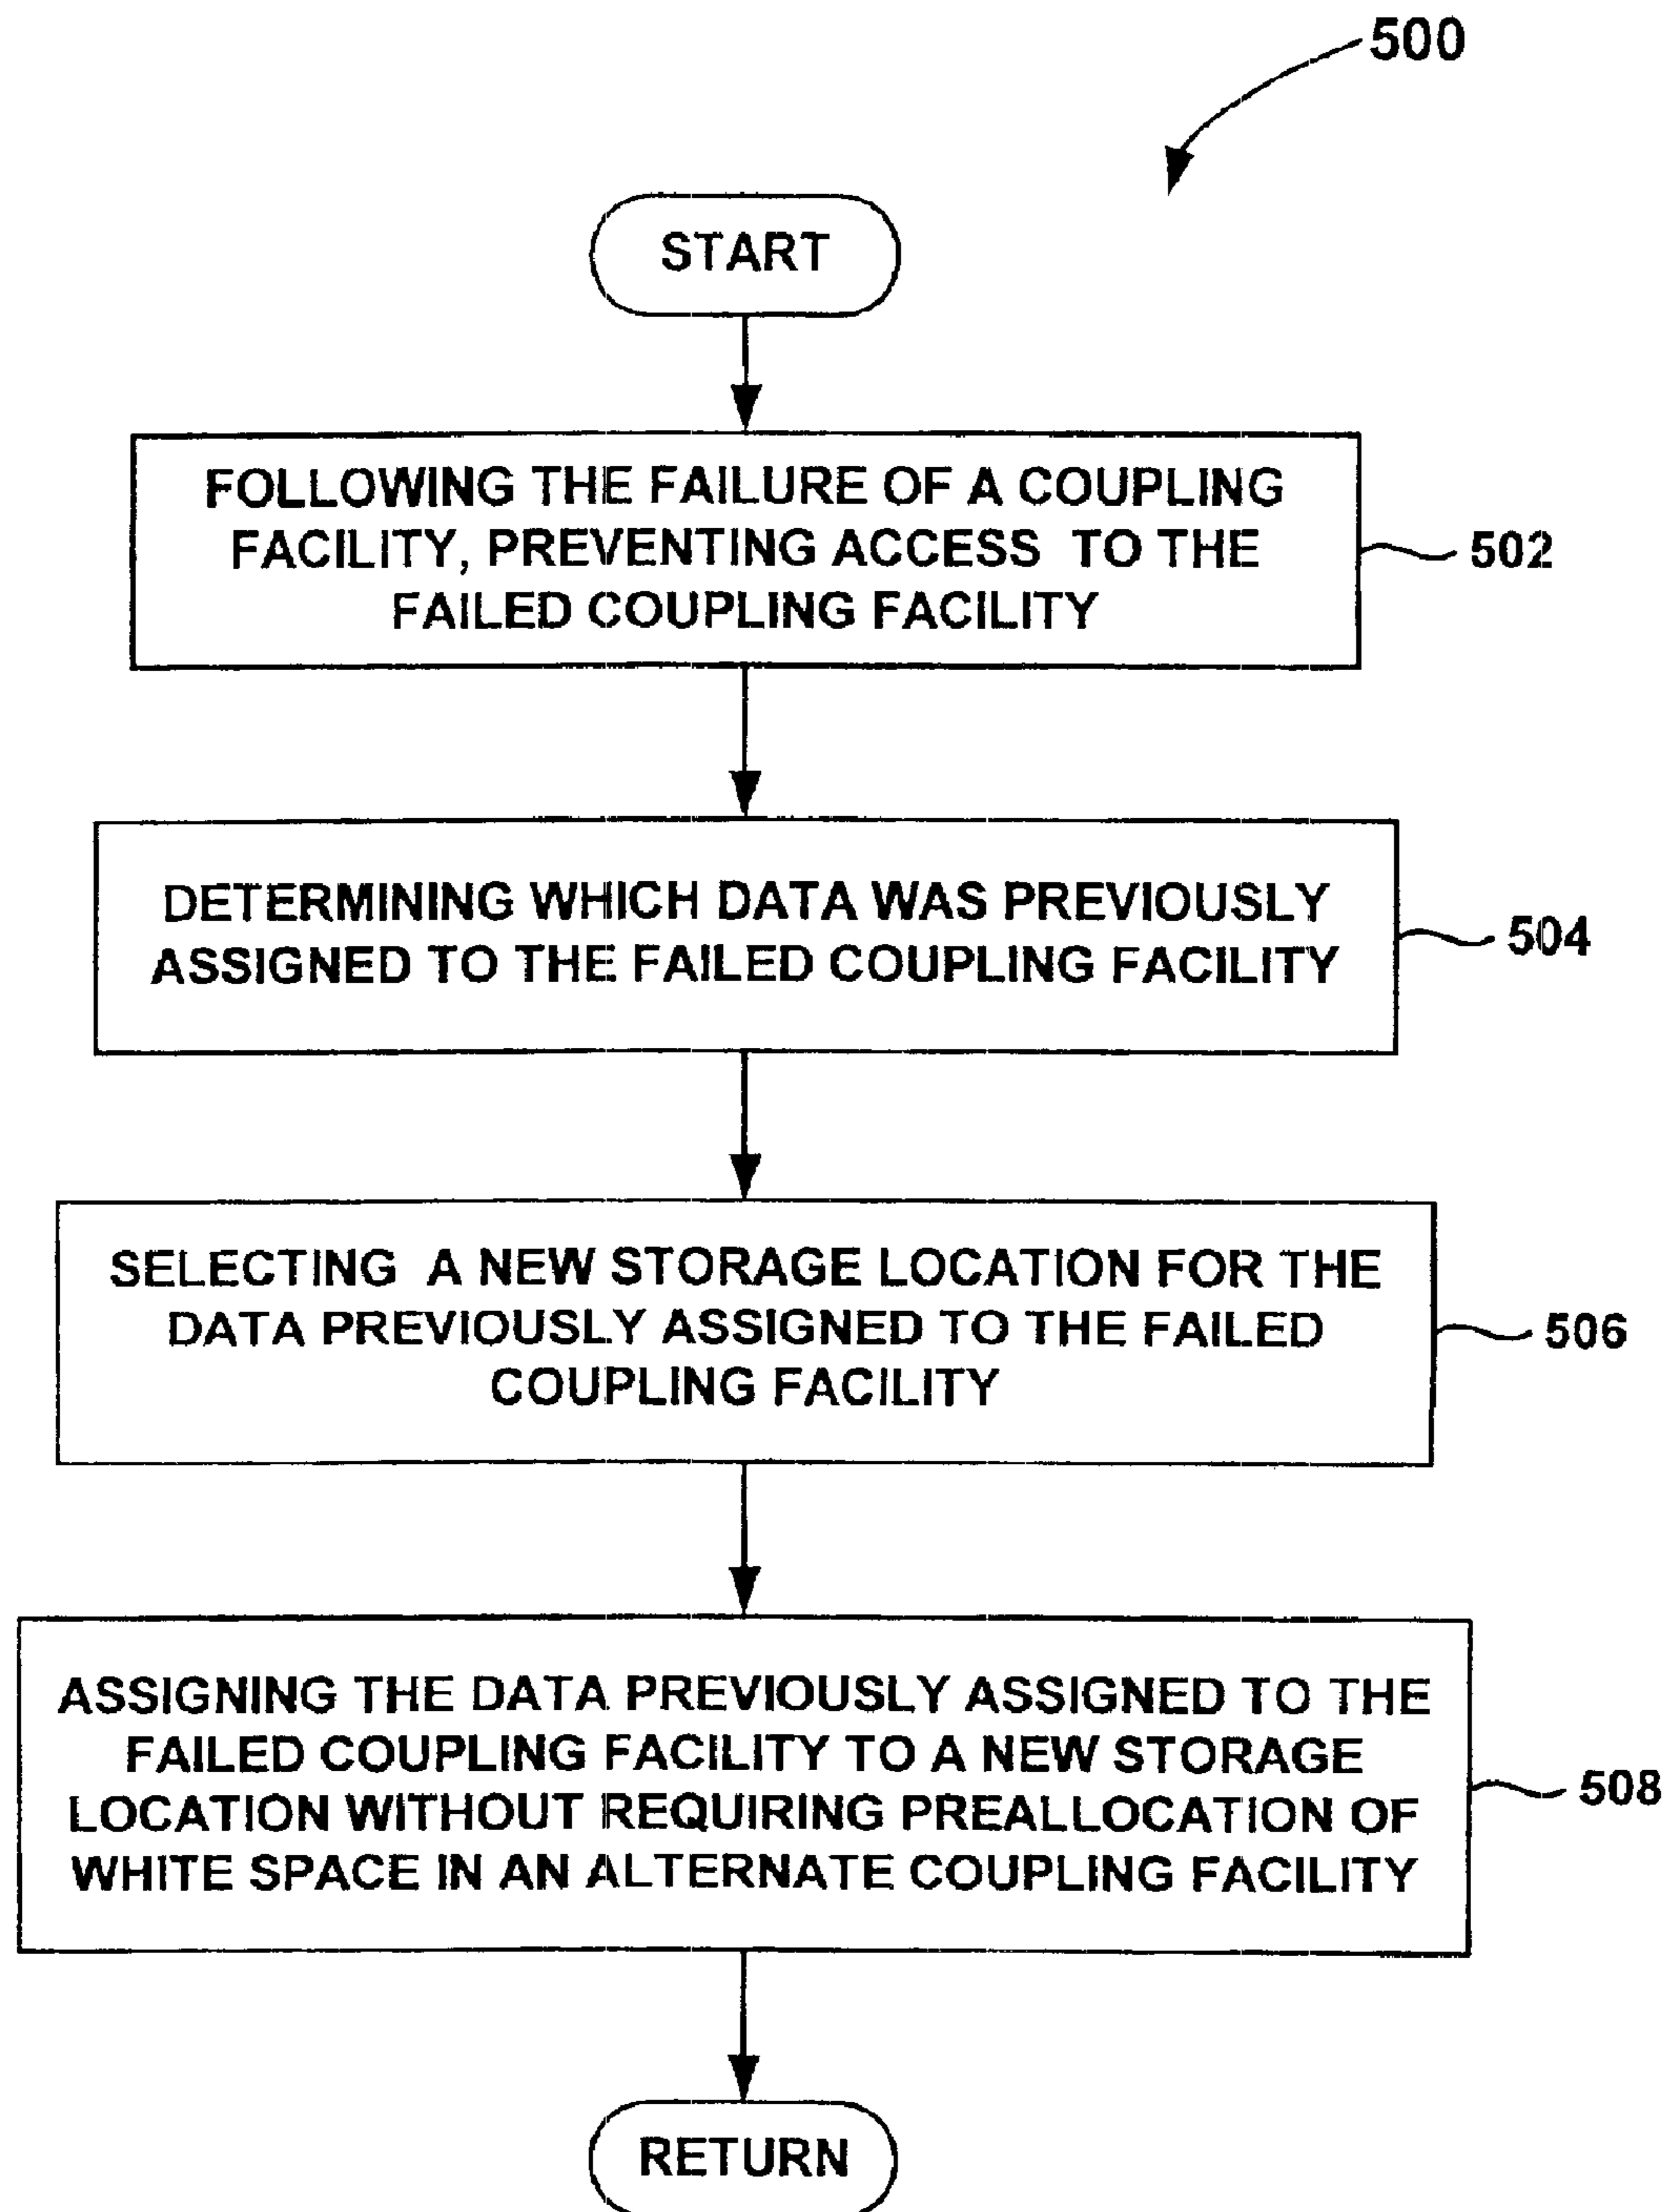 500
START
FOLLOWING THE FAILURE OF A COUPLING
FACILITY, PREVENTING ACCESS TO THE
FAILED COUPLING FACILITY
502
DETERMINING WHICH DATA WAS PREVIOUSLY
ASSIGNED TO THE FAILED COUPLING FACILITY
504
SELECTING A NEW STORAGE LOCATION FOR THE
DATA PREVIOUSLY ASSIGNED TO THE FAILED
COUPLING FACILITY
506
ASSIGNING THE DATA PREVIOUSLY ASSIGNED TO THE
FAILED COUPLING FACILITY TO A NEW STORAGE
LOCATION WITHOUT REQUIRING PREALLOCATION OF
WHITE SPACE IN AN ALTERNATE COUPLING FACILITY
508
RETURN